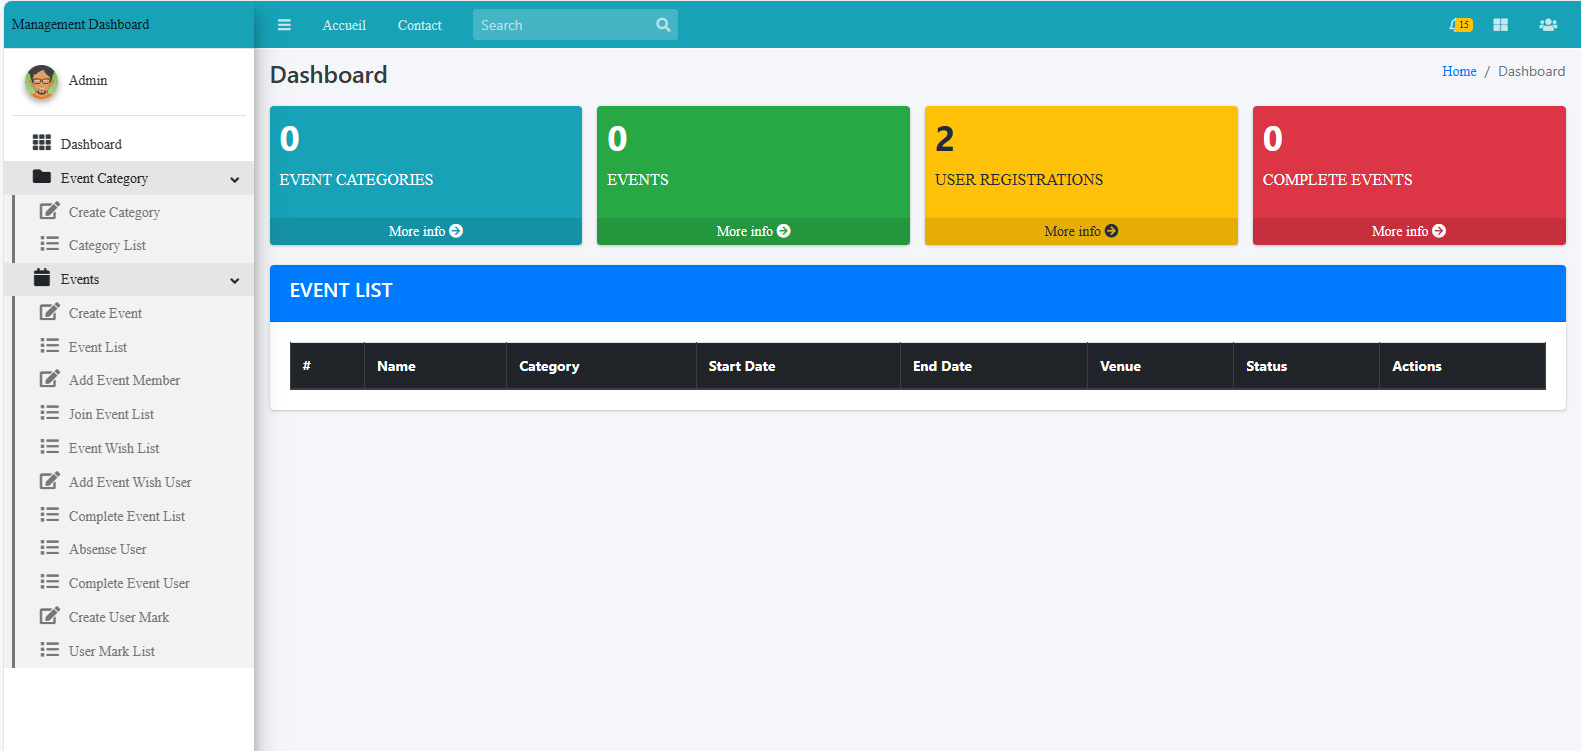 Management Dashboard
Accueil
Contact
Search
15
Admin
Dashboard
Event Category
Create Category
Category List
Events
Create Event
Event List
Add Event Member
Join Event List
Event Wish List
Add Event Wish User
Complete Event List
Absense User
Complete Event User
Create User Mark
User Mark List
Dashboard
Home / Dashboard
0
EVENT CATEGORIES
More info
0
EVENTS
More info
2
USER REGISTRATIONS
More info
0
COMPLETE EVENTS
More info
EVENT LIST
# Name Category Start Date End Date Venue Status Actions